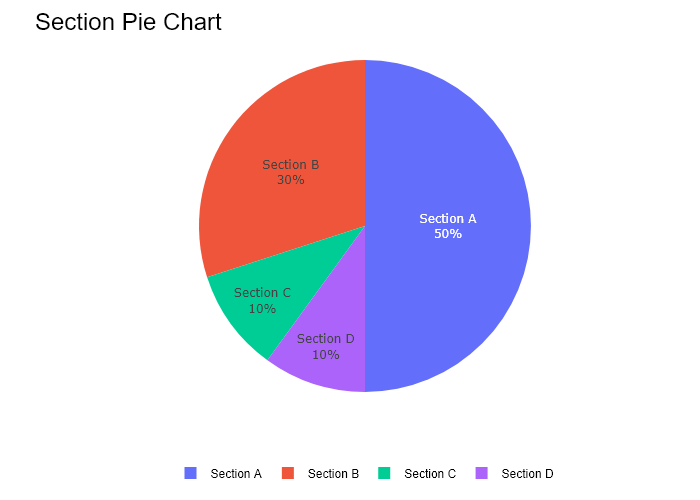 Section Pie Chart
Section B
30%
Section A
50%
Section C
10%
Section D
10%
Section A Section B Section C Section D